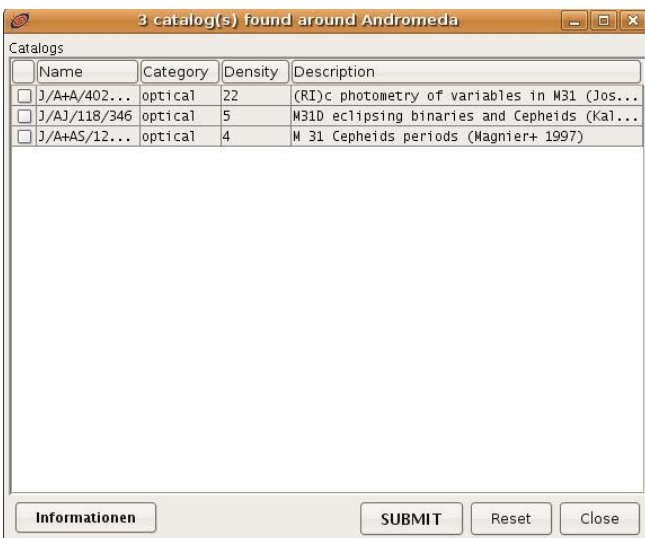 3 catalog(s) found around Andromeda
Catalogs
Name Category Density Description
J/A+A/402... optical 22 (RI)c photometry of variables in M31 (Jos...
J/AJ/118/346 optical 5 M31D eclipsing binaries and Cepheids (Kal...
J/A+AS/12... optical 4 M 31 Cepheids periods (Magnier+ 1997)
Informationen SUBMIT Reset Close